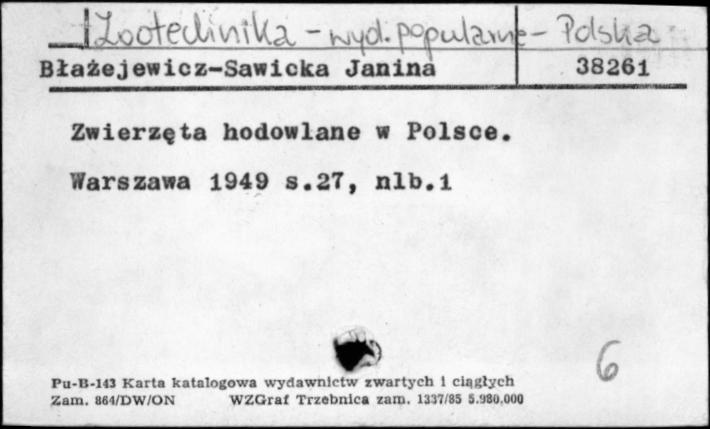 Zootechnika - wyd. popularne - Polska
Błażejewicz-Sawicka Janina 38261
Zwierzęta hodowlane w Polsce.
Warszawa 1949 s.27, nlb.1
6
Pu-B-143 Karta katalogowa wydawnictw zwartych i ciągłych
Zam. 864/DW/ON WZGraf Trzebnica zam. 1337/85 5.980.000